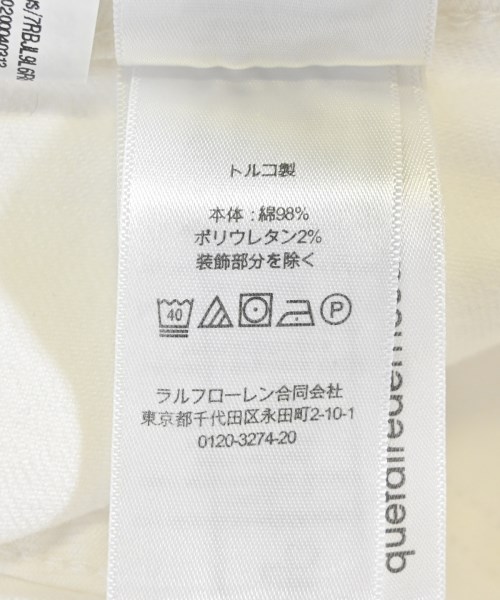 トルコ製
本体 : 綿98%
ポリウレタン2%
装飾部分を除く
40
P
ラルフローレン合同会社
東京都千代田区永田町2-10-1
0120-3274-20